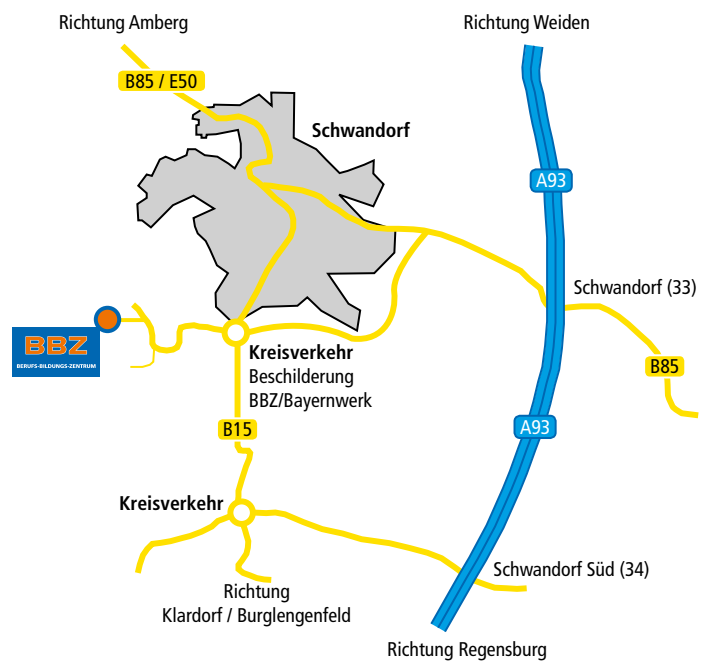 Richtung Amberg
Richtung Weiden
B85 / E50
Schwandorf
A93
Schwandorf (33)
BBZ
BERUFS-BILDUNGS-ZENTRUM
Kreisverkehr
Beschilderung
BBZ/Bayernwerk
B85
B15
A93
Kreisverkehr
Schwandorf Süd (34)
Richtung
Klardorf / Burglengenfeld
Richtung Regensburg